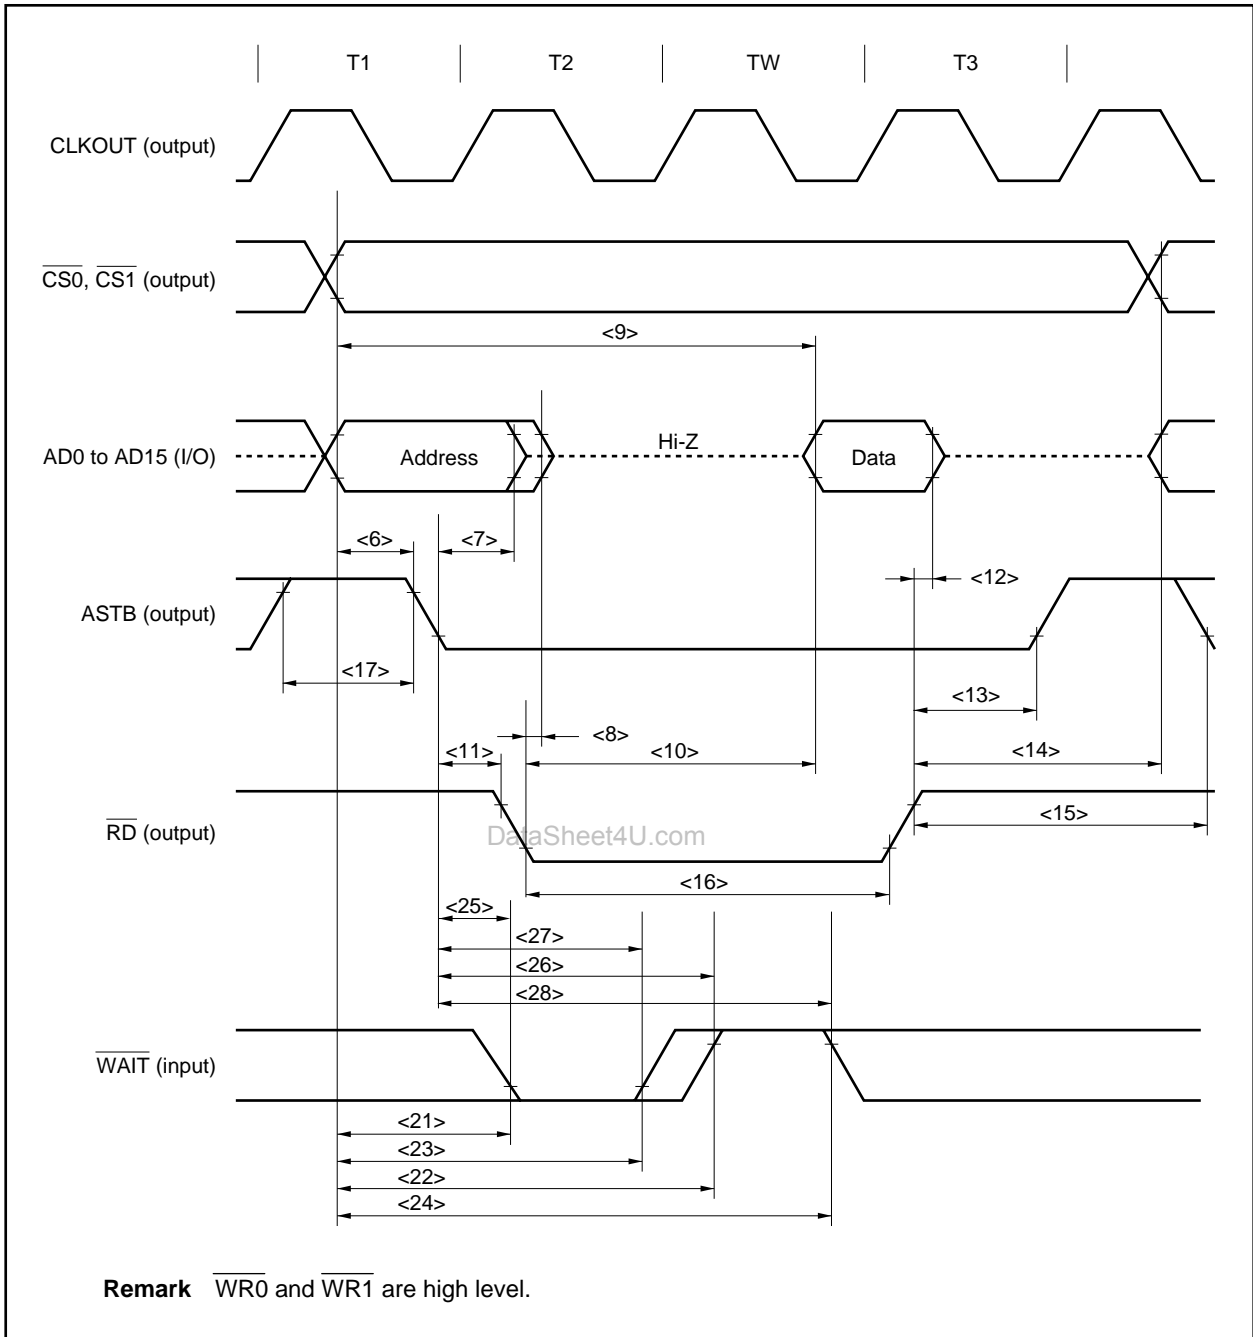 T1 T2 TW T3
CLKOUT (output)
CS0, CS1 (output)
<9>
AD0 to AD15 (I/O)
Address
Hi-Z
Data
<6> <7>
<12>
ASTB (output)
<17>
<13>
<8>
<11> <10> <14>
<15>
RD (output)
DataSheet4U.com
<16>
<25>
<27>
<26>
<28>
WAIT (input)
<21>
<23>
<22>
<24>
Remark WR0 and WR1 are high level.